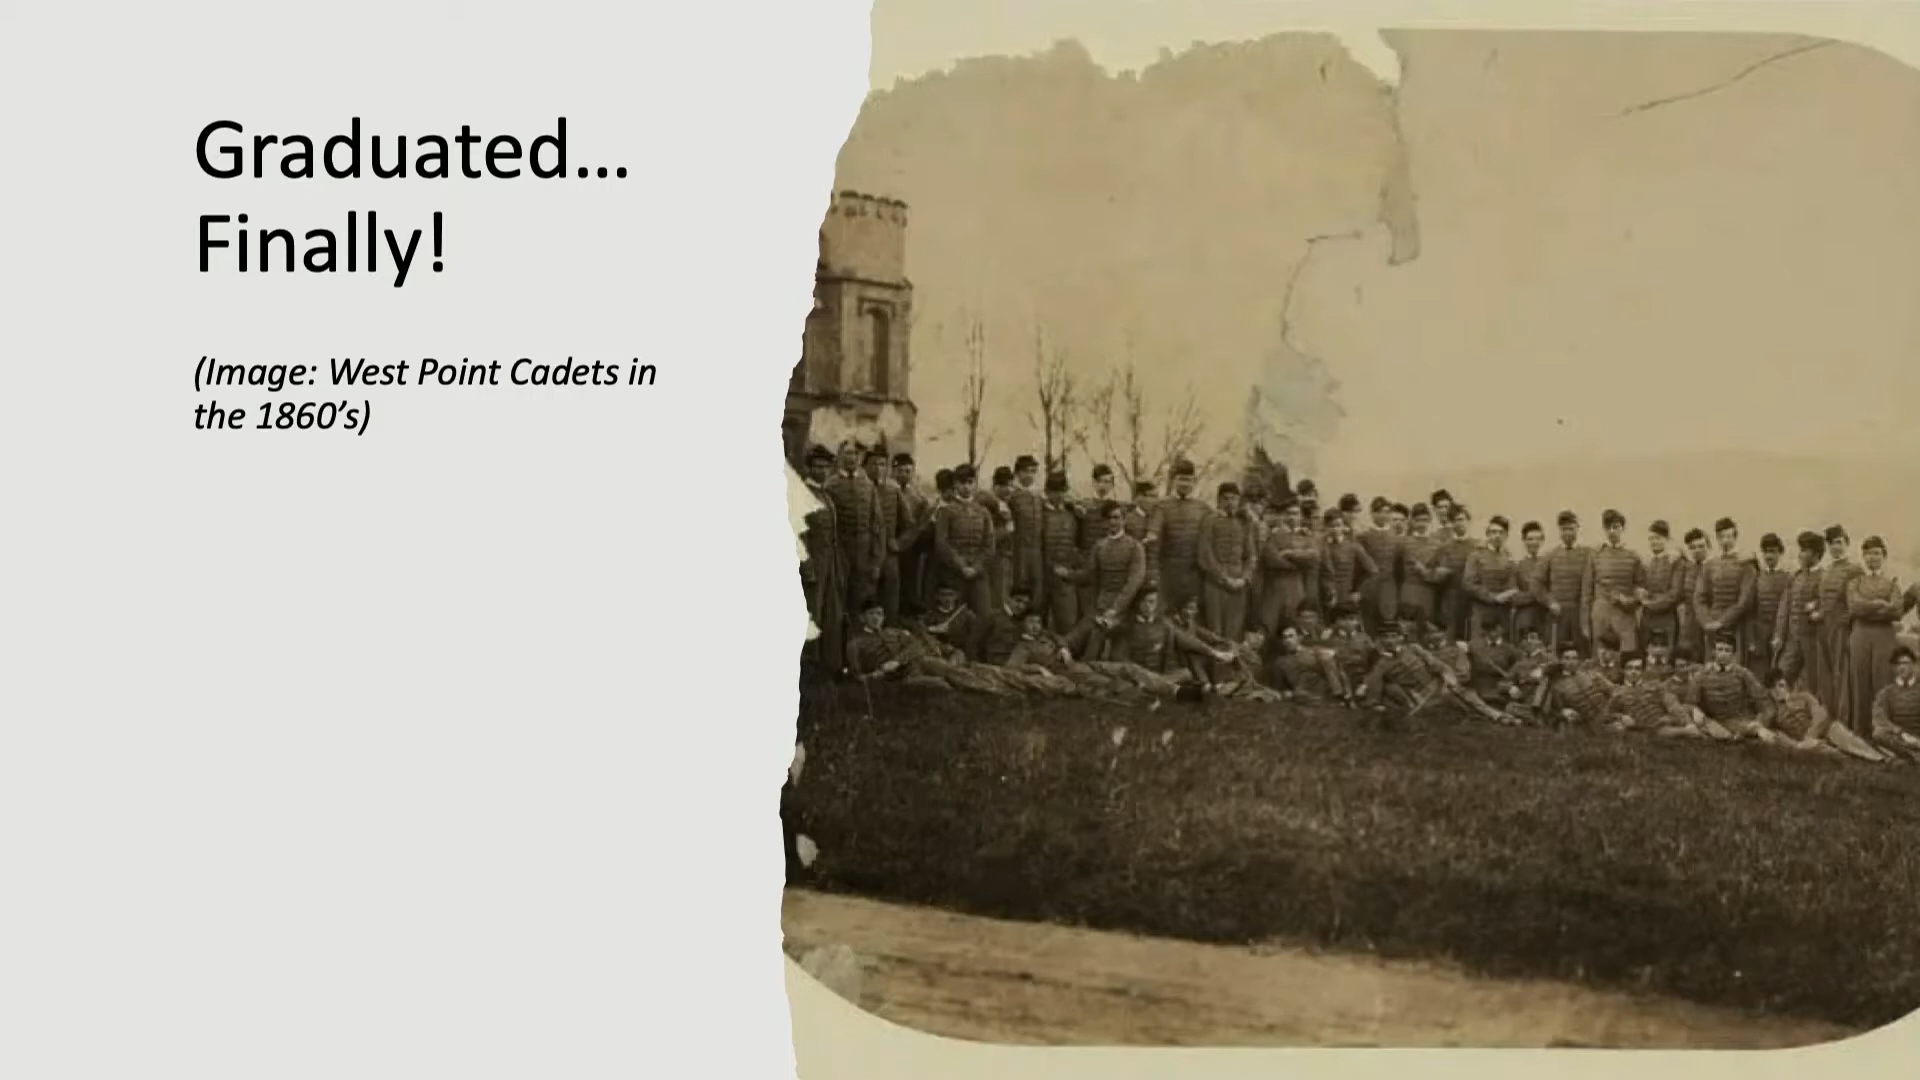 Graduated…
Finally!
(Image: West Point Cadets in
the 1860’s)